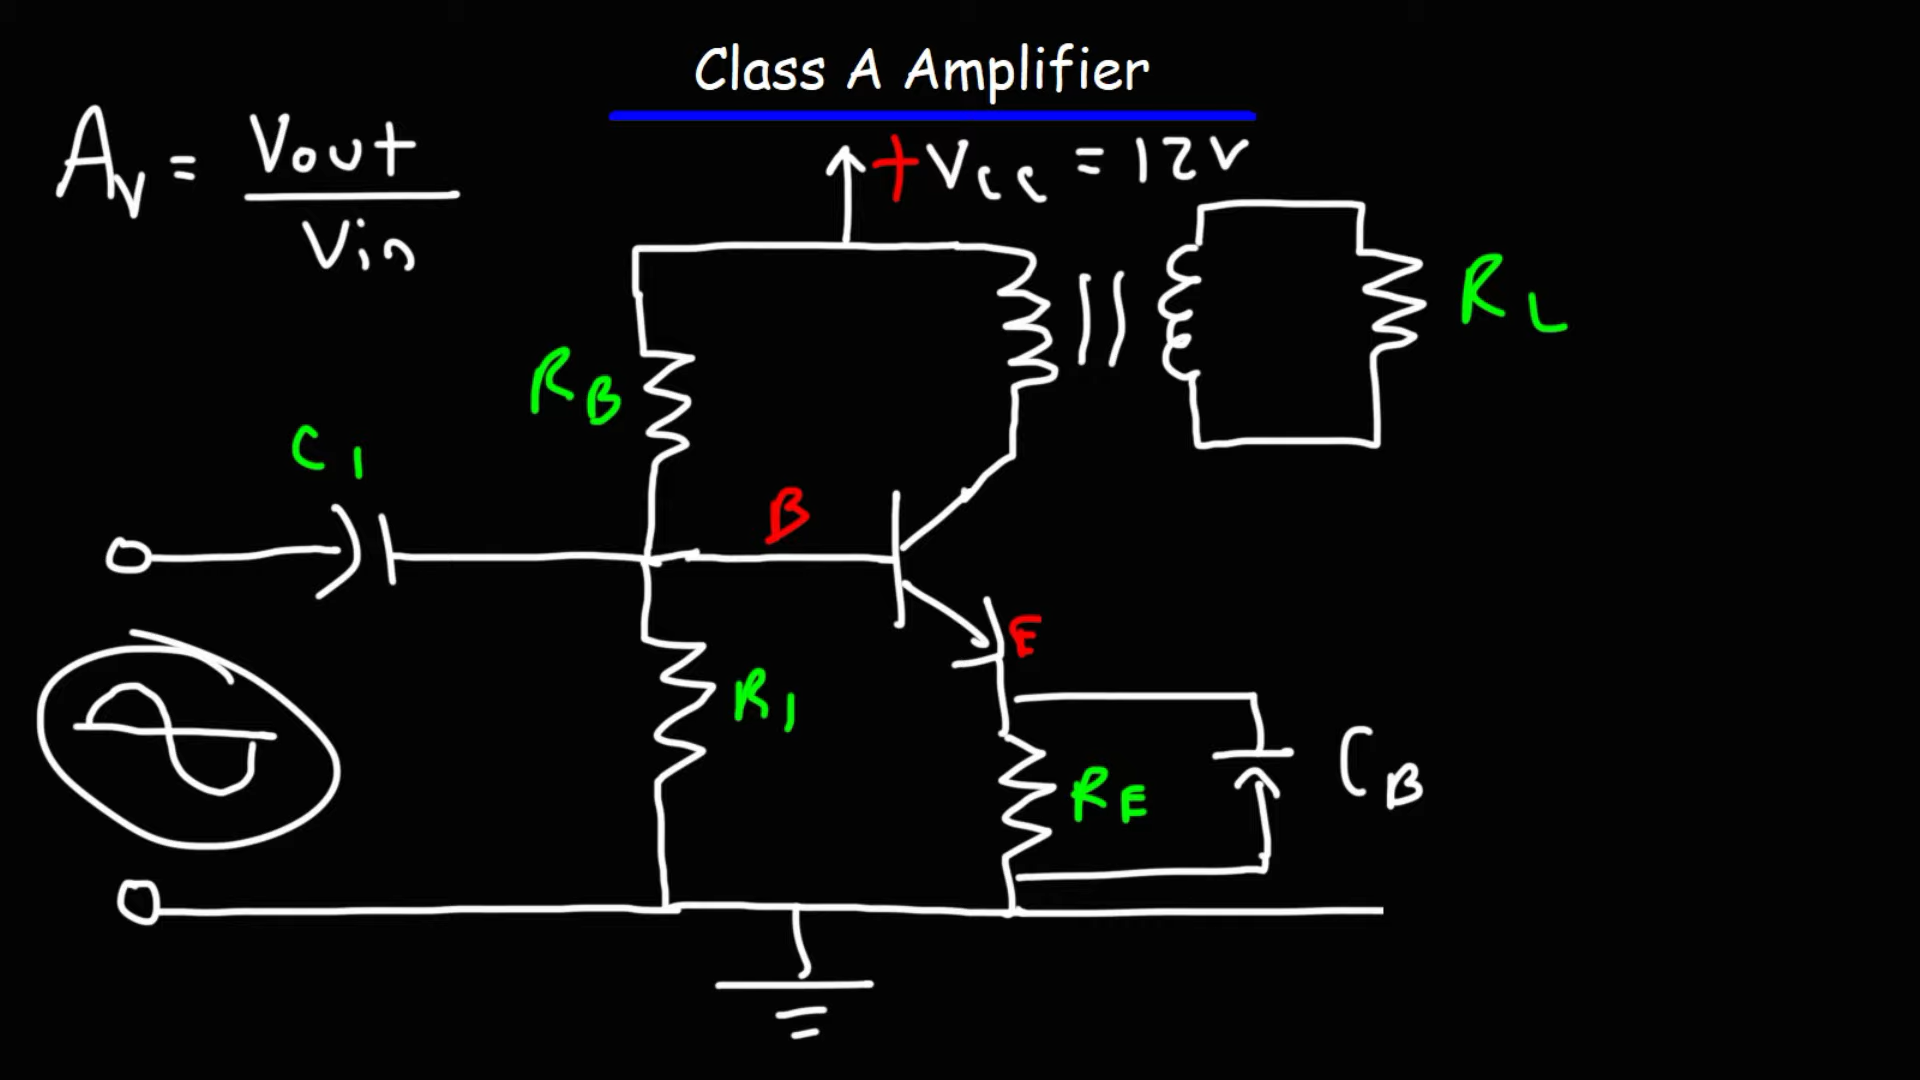 Class A Amplifier
Av = Vout
Vin
+ Vcc = 12V
RL
RB
C1
B
E
R1
RE
CB